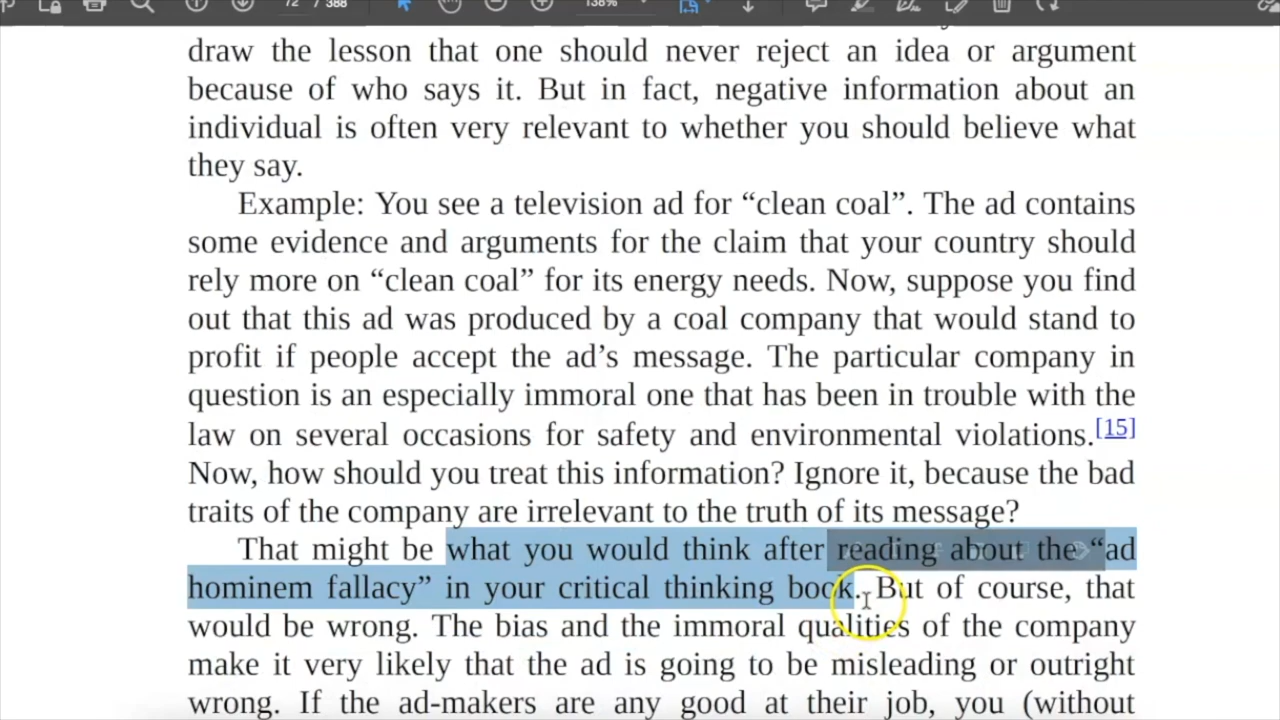 72 / 388
138%
draw the lesson that one should never reject an idea or argument
because of who says it. But in fact, negative information about an
individual is often very relevant to whether you should believe what
they say.
Example: You see a television ad for “clean coal”. The ad contains
some evidence and arguments for the claim that your country should
rely more on “clean coal” for its energy needs. Now, suppose you find
out that this ad was produced by a coal company that would stand to
profit if people accept the ad’s message. The particular company in
question is an especially immoral one that has been in trouble with the
law on several occasions for safety and environmental violations.[15]
Now, how should you treat this information? Ignore it, because the bad
traits of the company are irrelevant to the truth of its message?
That might be what you would think after reading about the “ad
hominem fallacy” in your critical thinking book. But of course, that
would be wrong. The bias and the immoral qualities of the company
make it very likely that the ad is going to be misleading or outright
wrong. If the ad-makers are any good at their job, you (without